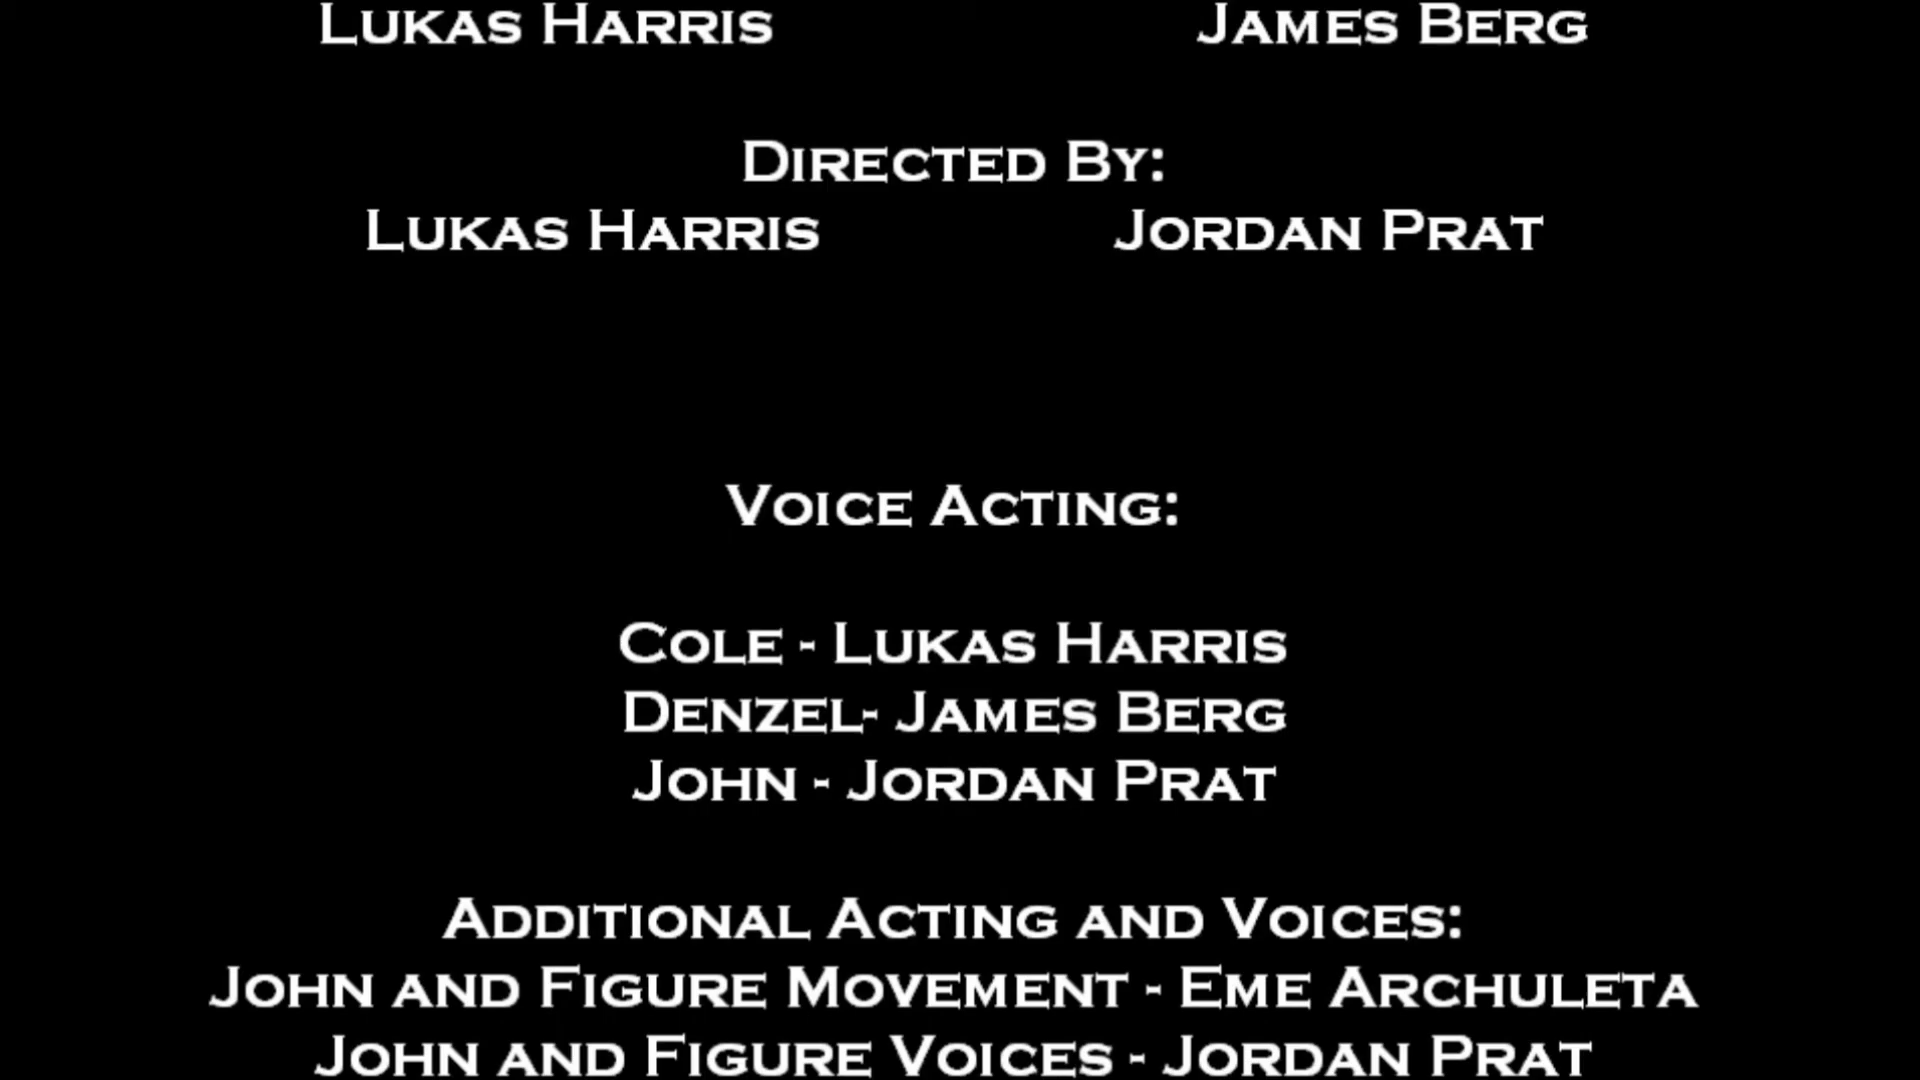 Lukas Harris James Berg
Directed By:
Lukas Harris Jordan Prat
Voice Acting:
Cole - Lukas Harris
Denzel- James Berg
John - Jordan Prat
Additional Acting and Voices:
John and Figure Movement - Eme Archuleta
John and Figure Voices - Jordan Prat